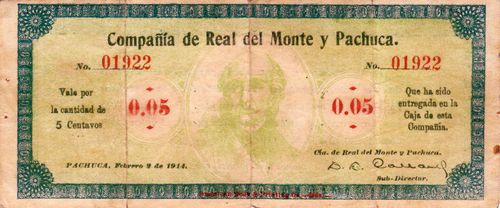 Compañía de Real del Monte y Pachuca.
No. 01922
No. 01922
Vale por
la cantidad de
5 Centavos
0.05
0.05
Que ha sido
entregada en la
Caja de esta
Compañía.
PACHUCA, Febrero 2 de 1914.
Cía. de Real del Monte y Pachuca
Sub-Director.